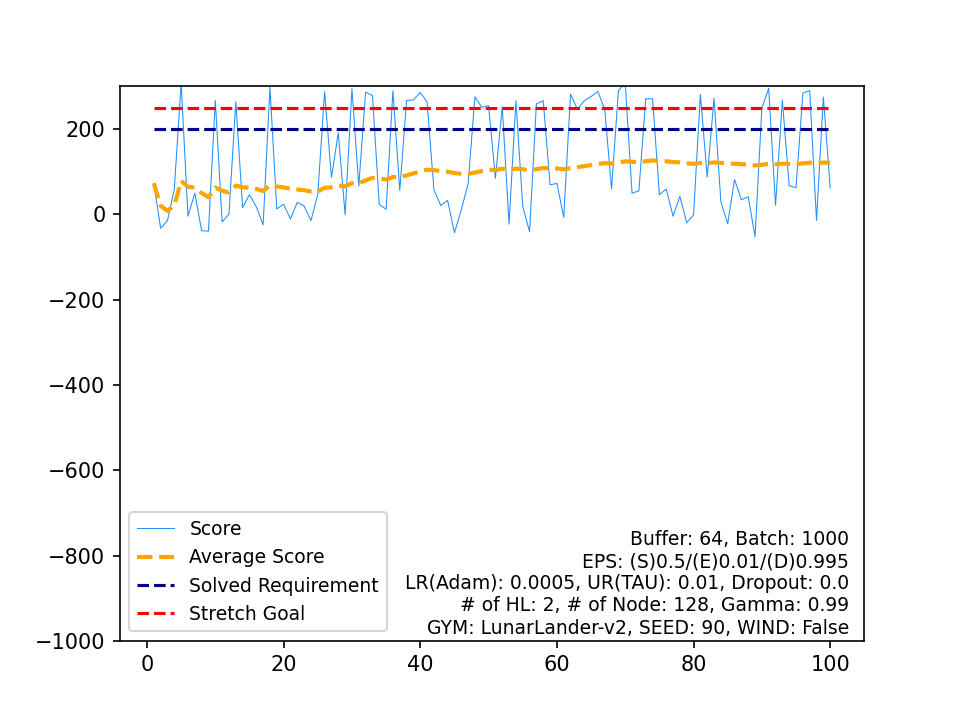 200
0
−200
−400
−600
−800
−1000
Score
Average Score
Solved Requirement
Stretch Goal
Buffer: 64, Batch: 1000
EPS: (S)0.5/(E)0.01/(D)0.995
LR(Adam): 0.0005, UR(TAU): 0.01, Dropout: 0.0
# of HL: 2, # of Node: 128, Gamma: 0.99
GYM: LunarLander-v2, SEED: 90, WIND: False
0 20 40 60 80 100